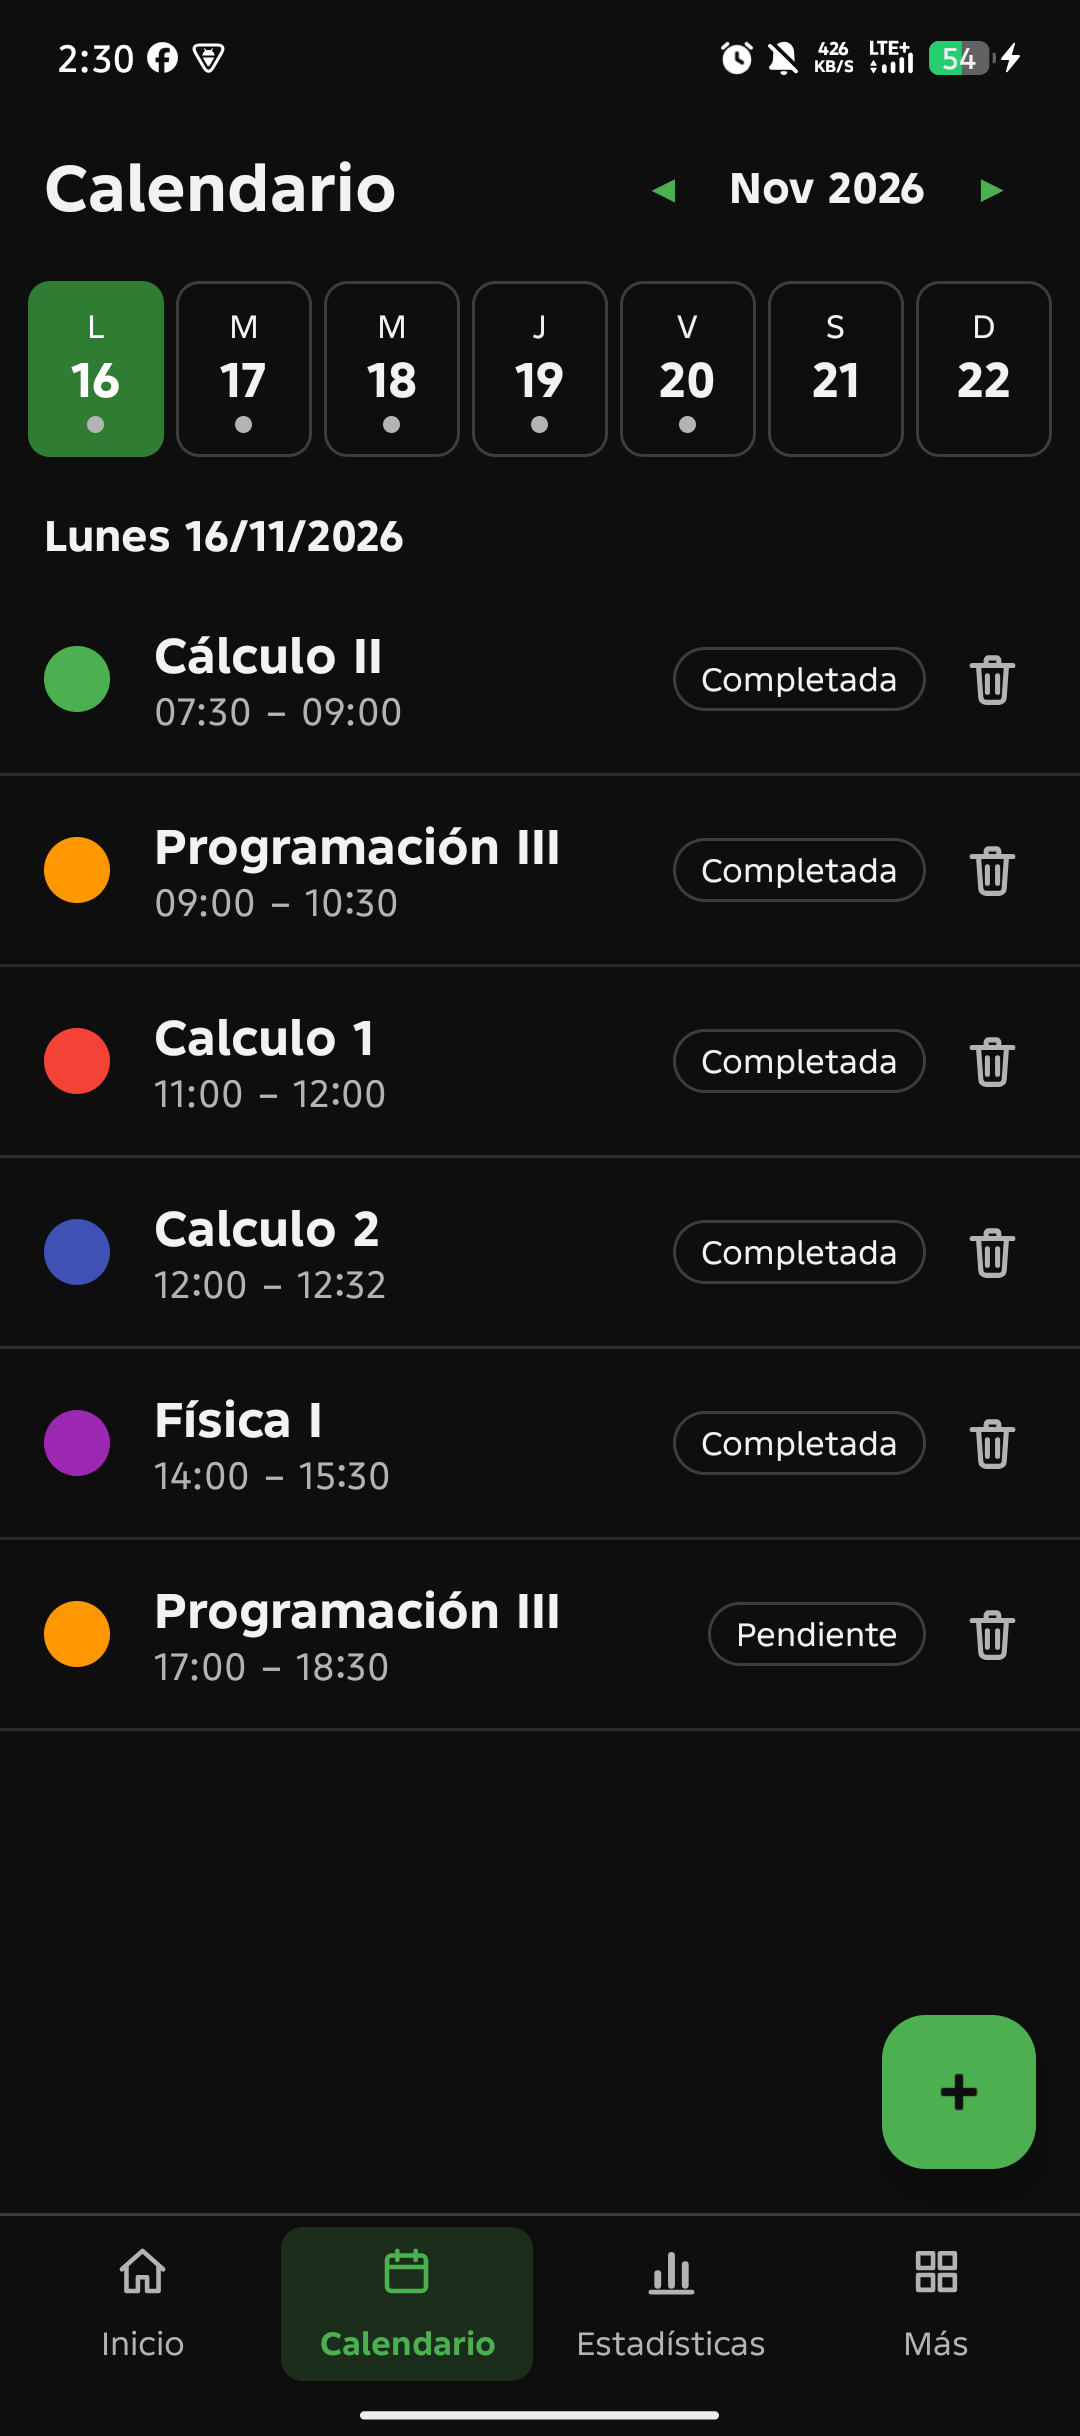 2:30 426 KB/S LTE+ 54
Calendario ◀ Nov 2026 ▶
L M M J V S D
16 17 18 19 20 21 22
Lunes 16/11/2026
Cálculo II
07:30 – 09:00
Completada
Programación III
09:00 – 10:30
Completada
Calculo 1
11:00 – 12:00
Completada
Calculo 2
12:00 – 12:32
Completada
Física I
14:00 – 15:30
Completada
Programación III
17:00 – 18:30
Pendiente
+
Inicio Calendario Estadísticas Más